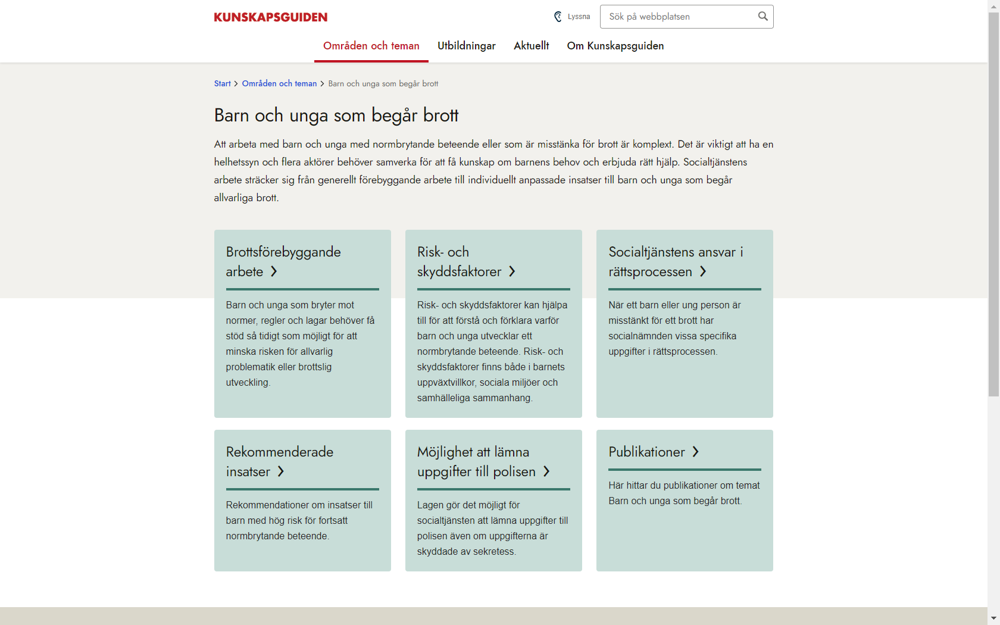 KUNSKAPSGUIDEN
Lyssna
Sök på webbplatsen
Områden och teman
Utbildningar
Aktuellt
Om Kunskapsguiden
Start
Områden och teman
Barn och unga som begår brott
Barn och unga som begår brott
Att arbeta med barn och unga med normbrytande beteende eller som är misstänka för brott är komplext. Det är viktigt att ha en
helhetssyn och flera aktörer behöver samverka för att få kunskap om barnens behov och erbjuda rätt hjälp. Socialtjänstens
arbete sträcker sig från generellt förebyggande arbete till individuellt anpassade insatser till barn och unga som begår
allvarliga brott.
Brottsförebyggande
arbete
Barn och unga som bryter mot
normer, regler och lagar behöver få
stöd så tidigt som möjligt för att
minska risken för allvarlig
problematik eller brottslig
utveckling.
Risk- och
skyddsfaktorer
Risk- och skyddsfaktorer kan hjälpa
till för att förstå och förklara varför
barn och unga utvecklar ett
normbrytande beteende. Risk- och
skyddsfaktorer finns både i barnets
uppväxtvillkor, sociala miljöer och
samhälleliga sammanhang.
Socialtjänstens ansvar i
rättsprocessen
När ett barn eller ung person är
misstänkt för ett brott har
socialnämnden vissa specifika
uppgifter i rättsprocessen.
Rekommenderade
insatser
Rekommendationer om insatser till
barn med hög risk för fortsatt
normbrytande beteende.
Möjlighet att lämna
uppgifter till polisen
Lagen gör det möjligt för
socialtjänsten att lämna uppgifter till
polisen även om uppgifterna är
skyddade av sekretess.
Publikationer
Här hittar du publikationer om temat
Barn och unga som begår brott.